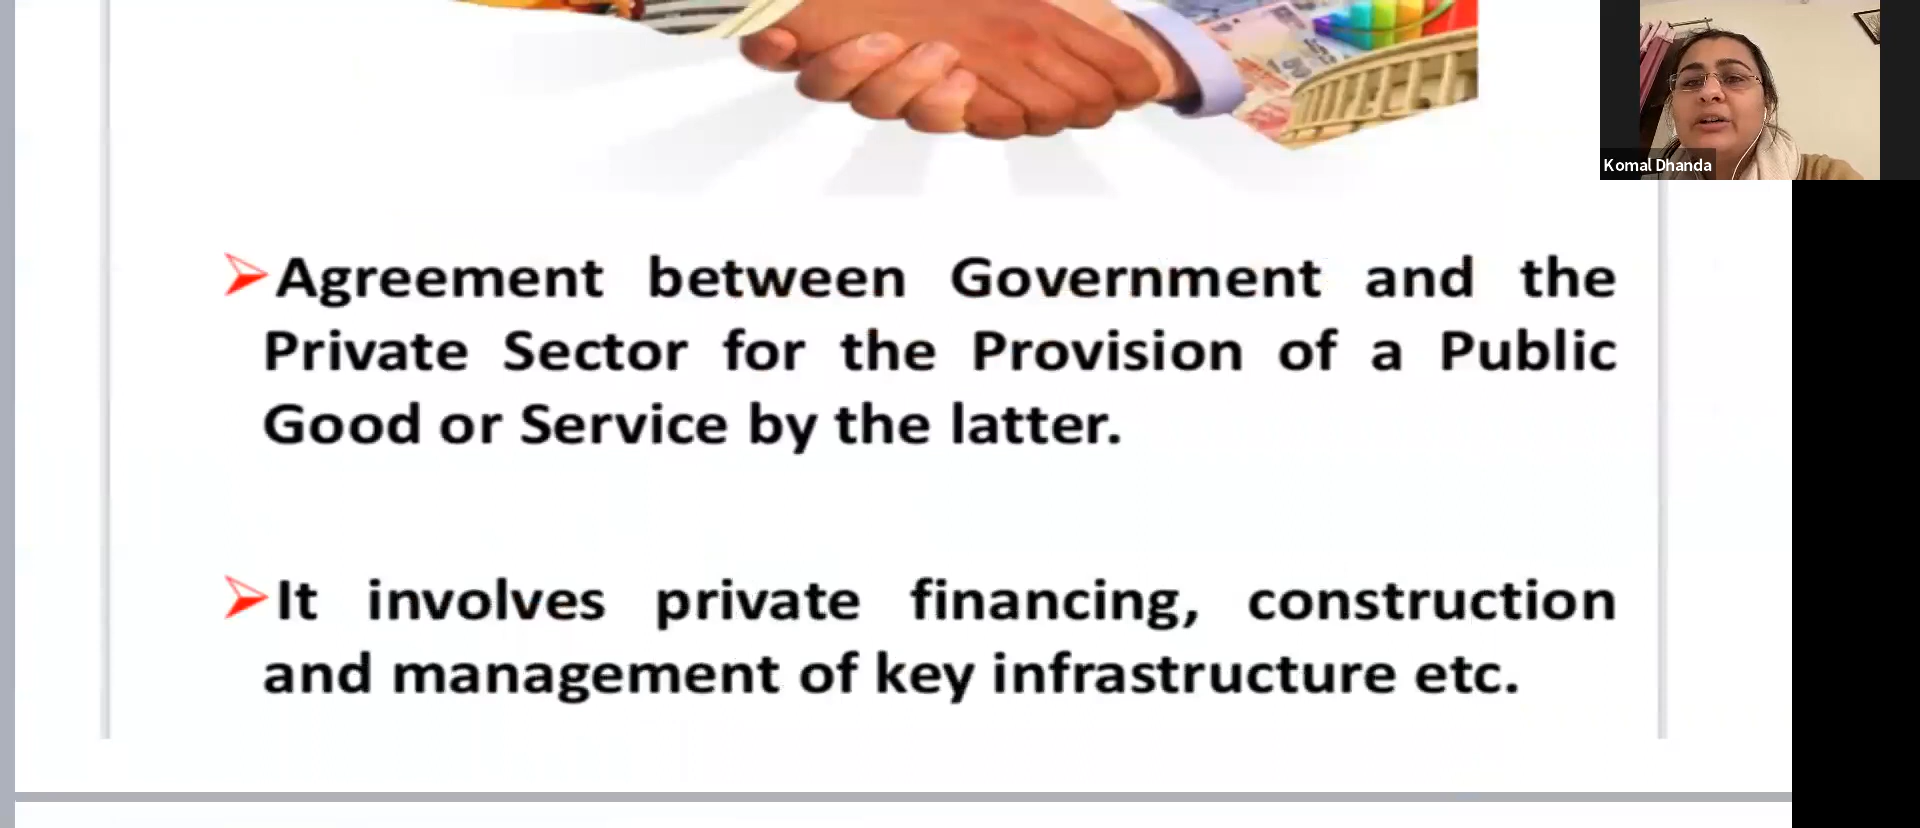 Komal Dhanda
Agreement between Government and the
Private Sector for the Provision of a Public
Good or Service by the latter.
It involves private financing, construction
and management of key infrastructure etc.